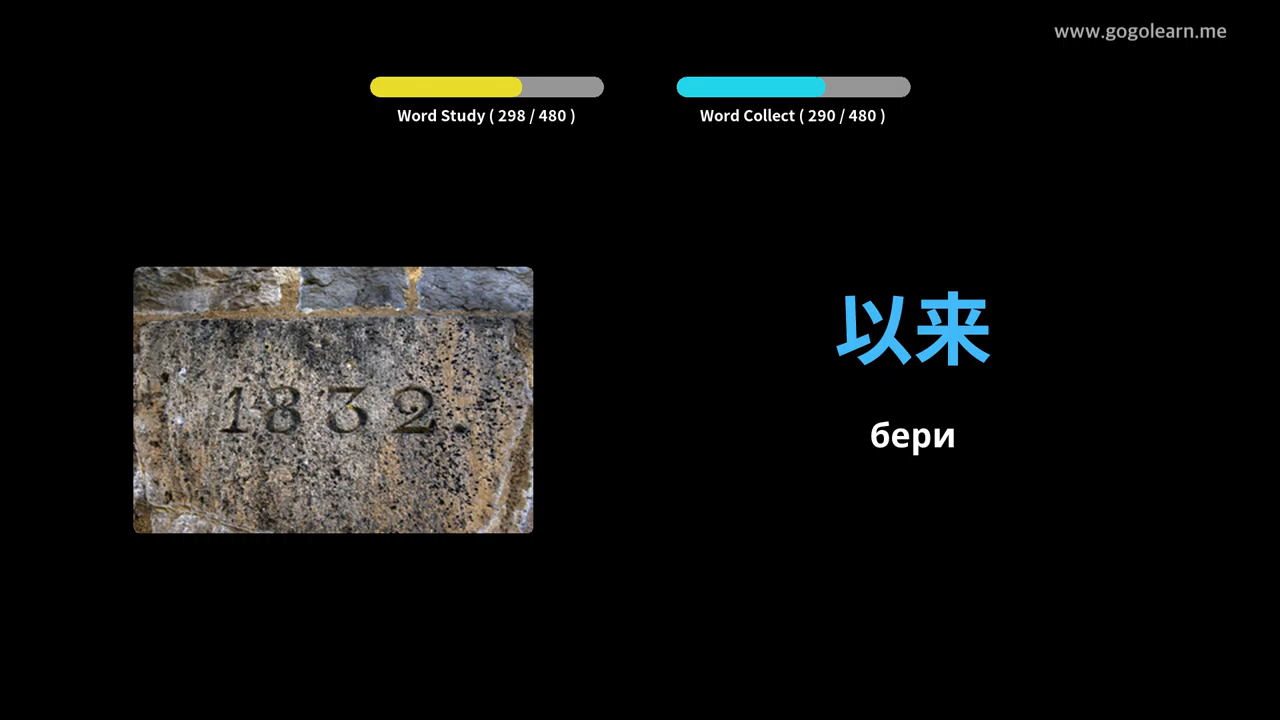 www.gogolearn.me
Word Study ( 298 / 480 )
Word Collect ( 290 / 480 )
1832.
以来
бери